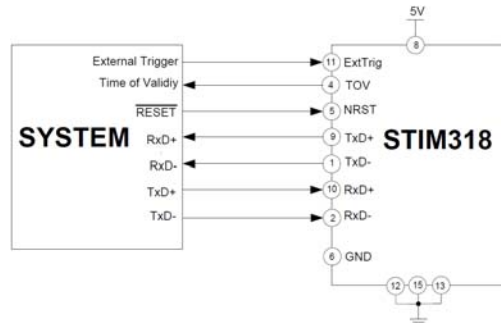 5V
8
External Trigger
11 ExtTrig
Time of Validiy
4 TOV
RESET
5 NRST
SYSTEM
STIM318
RxD+
9 TxD+
RxD-
1 TxD-
TxD+
10 RxD+
TxD-
2 RxD-
6 GND
12 15 13